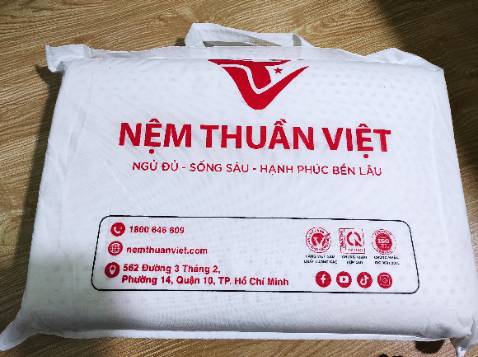 NỆM THUẦN VIỆT
NGỦ ĐỦ - SỐNG SÂU - HẠNH PHÚC BỀN LÂU
1800 646 809
nemthuanviet.com
562 Đường 3 Tháng 2,
Phường 14, Quận 10, TP. Hồ Chí Minh
ISO